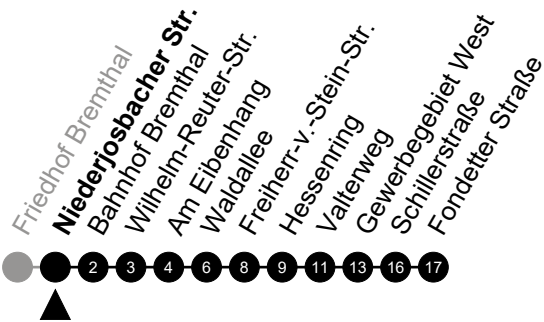 Friedhof Bremthal
Niederjosbacher Str.
Bahnhof Bremthal
Wilhelm-Reuter-Str.
Am Eibenhang
Waldallee
Freiherr-v.-Stein-Str.
Hessenring
Valterweg
Gewerbegebiet West
Schillerstraße
Fondetter Straße
2 3 4 6 8 9 11 13 16 17